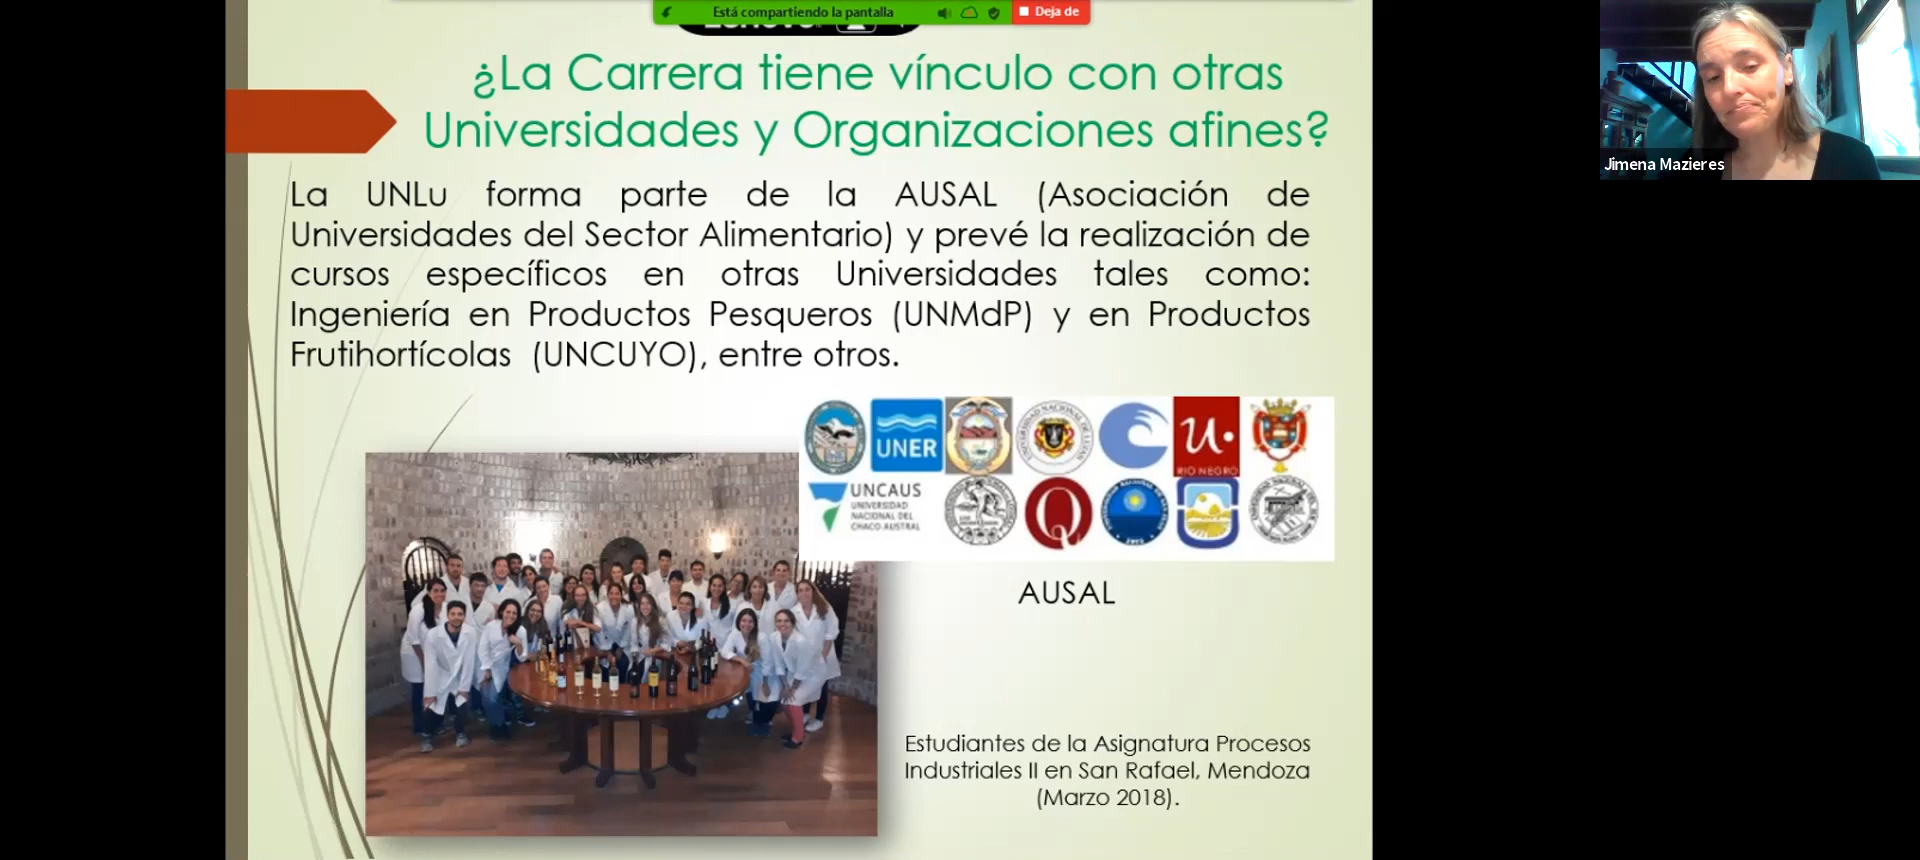 Está compartiendo la pantalla
Deja de
¿La Carrera tiene vínculo con otras
Universidades y Organizaciones afines?
La UNLu forma parte de la AUSAL (Asociación de
Universidades del Sector Alimentario) y prevé la realización de
cursos específicos en otras Universidades tales como:
Ingeniería en Productos Pesqueros (UNMdP) y en Productos
Frutihortícolas (UNCUYO), entre otros.
UNER
RIO NEGRO
UNCAUS
UNIVERSIDAD
NACIONAL DEL
CHACO AUSTRAL
AUSAL
Estudiantes de la Asignatura Procesos
Industriales II en San Rafael, Mendoza
(Marzo 2018).
Jimena Mazieres